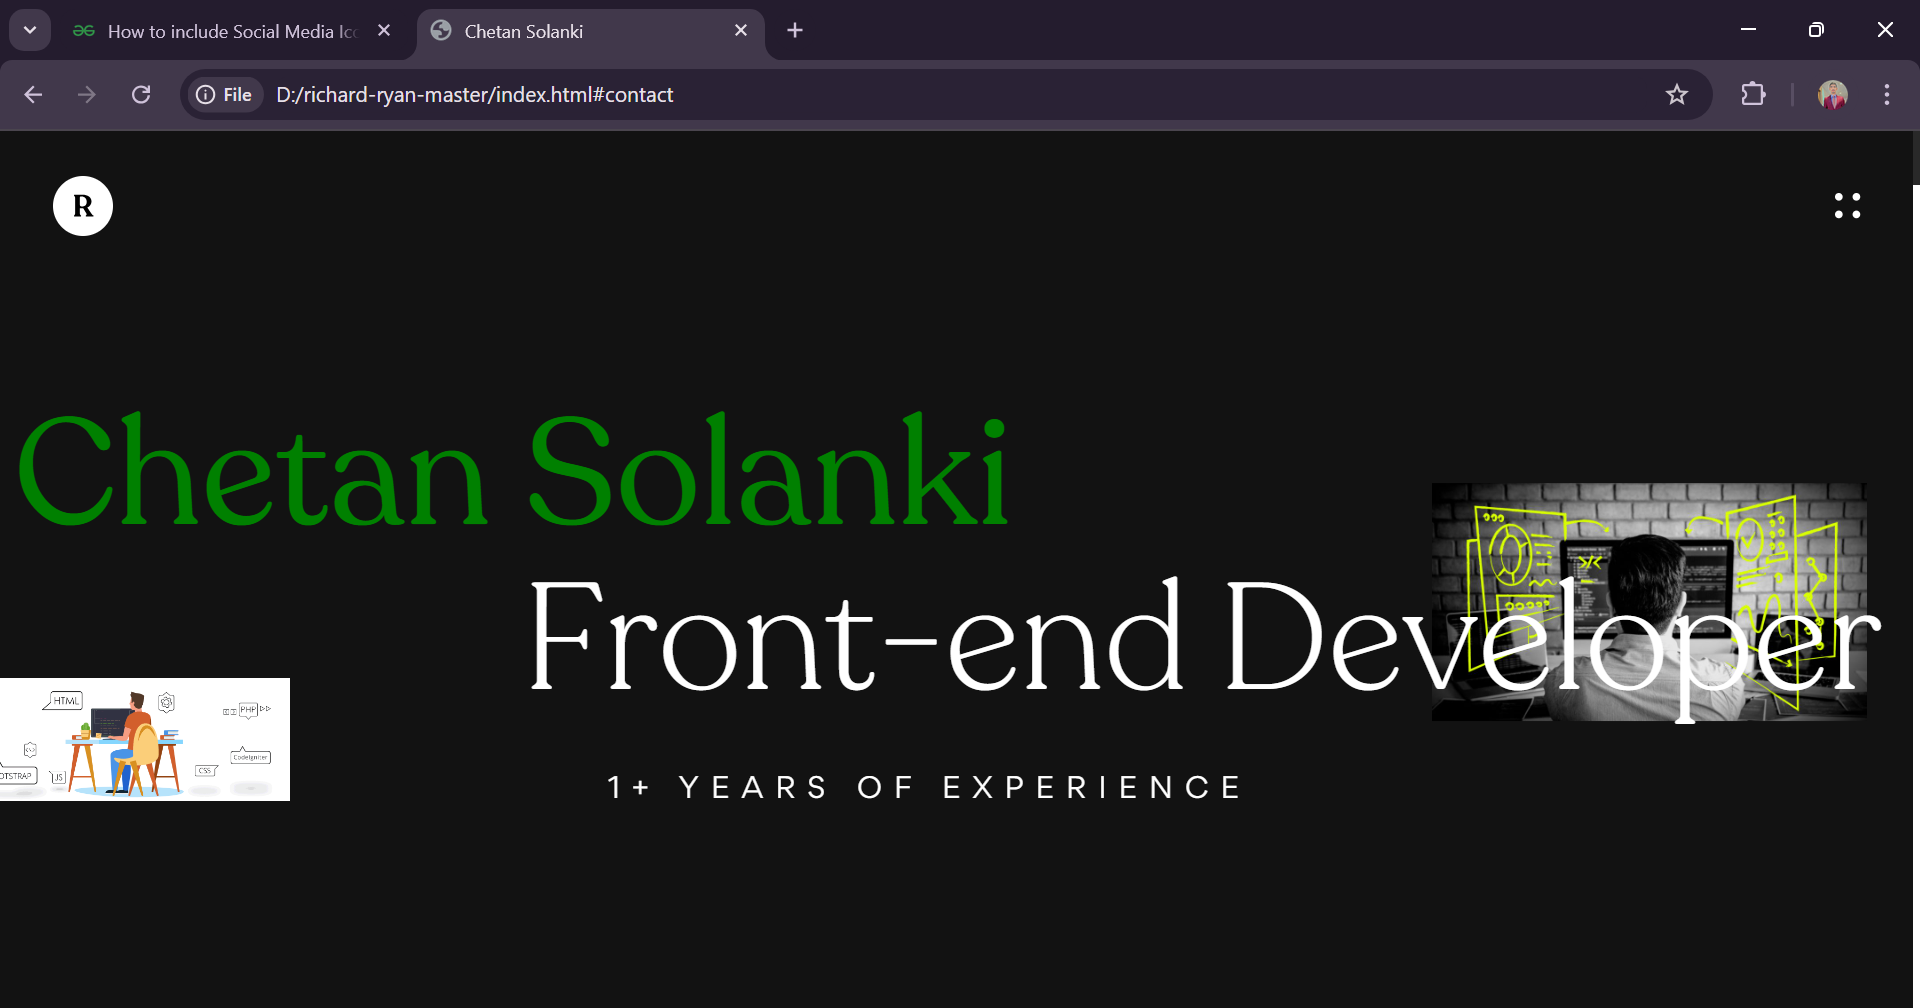 How to include Social Media Ico
Chetan Solanki
File
D:/richard-ryan-master/index.html#contact
R
Chetan Solanki
Front-end Developer
HTML
PHP
CodeIgniter
OTSTRAP
JS
CSS
1+ YEARS OF EXPERIENCE